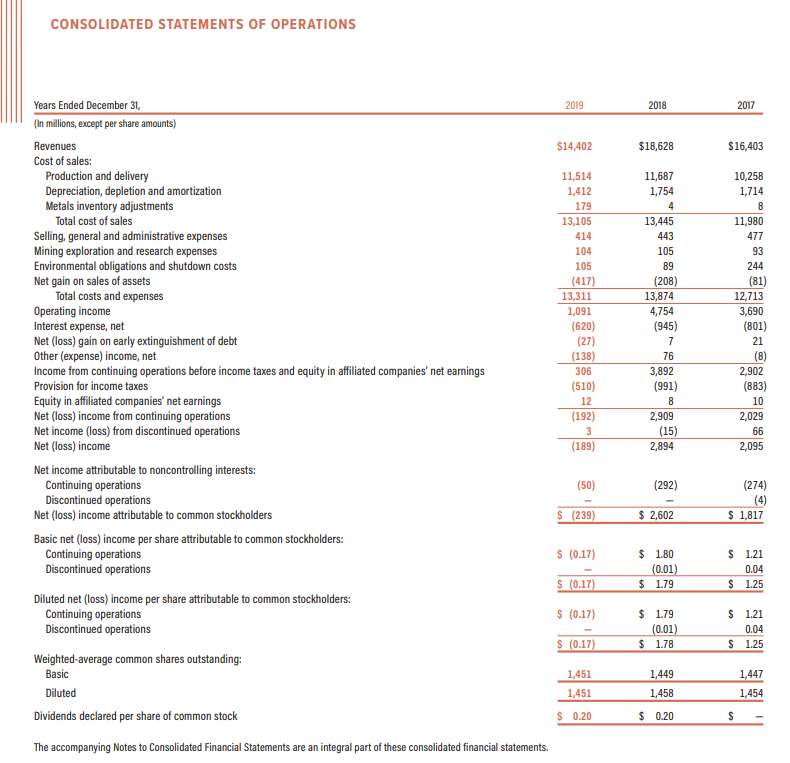 CONSOLIDATED STATEMENTS OF OPERATIONS
Years Ended December 31, 2019 2018 2017
(In millions, except per share amounts)
Revenues $14,402 $18,628 $16,403
Cost of sales:
Production and delivery 11,514 11,687 10,258
Depreciation, depletion and amortization 1,412 1,754 1,714
Metals inventory adjustments 179 4 8
Total cost of sales 13,105 13,445 11,980
Selling, general and administrative expenses 414 443 477
Mining exploration and research expenses 104 105 93
Environmental obligations and shutdown costs 105 89 244
Net gain on sales of assets (417) (208) (81)
Total costs and expenses 13,311 13,874 12,713
Operating income 1,091 4,754 3,690
Interest expense, net (620) (945) (801)
Net (loss) gain on early extinguishment of debt (27) 7 21
Other (expense) income, net (138) 76 (8)
Income from continuing operations before income taxes and equity in affiliated companies' net earnings 306 3,892 2,902
Provision for income taxes (510) (991) (883)
Equity in affiliated companies' net earnings 12 8 10
Net (loss) income from continuing operations (192) 2,909 2,029
Net income (loss) from discontinued operations 3 (15) 66
Net (loss) income (189) 2,894 2,095
Net income attributable to noncontrolling interests:
Continuing operations (50) (292) (274)
Discontinued operations — — (4)
Net (loss) income attributable to common stockholders $ (239) $ 2,602 $ 1,817
Basic net (loss) income per share attributable to common stockholders:
Continuing operations $ (0.17) $ 1.80 $ 1.21
Discontinued operations — (0.01) 0.04
$ (0.17) $ 1.79 $ 1.25
Diluted net (loss) income per share attributable to common stockholders:
Continuing operations $ (0.17) $ 1.79 $ 1.21
Discontinued operations — (0.01) 0.04
$ (0.17) $ 1.78 $ 1.25
Weighted-average common shares outstanding:
Basic 1,451 1,449 1,447
Diluted 1,451 1,458 1,454
Dividends declared per share of common stock $ 0.20 $ 0.20 $ —
The accompanying Notes to Consolidated Financial Statements are an integral part of these consolidated financial statements.